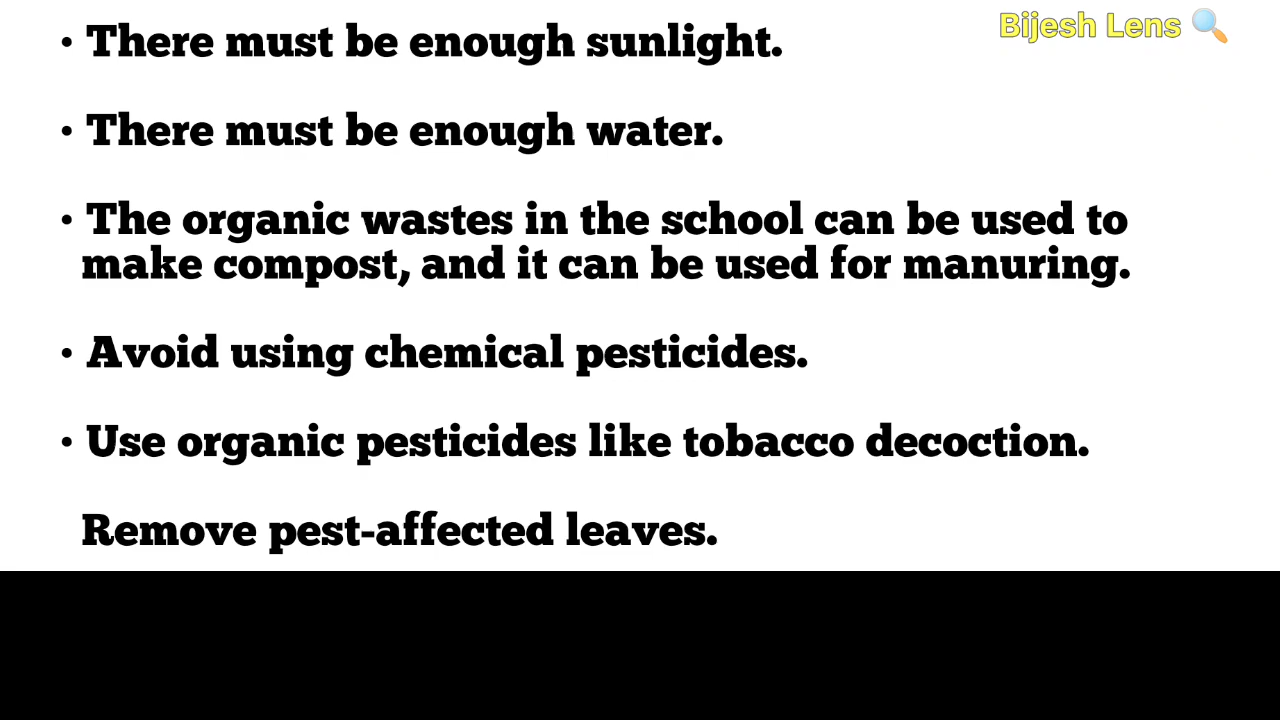 Bijesh Lens
• There must be enough sunlight.
• There must be enough water.
• The organic wastes in the school can be used to
make compost, and it can be used for manuring.
• Avoid using chemical pesticides.
• Use organic pesticides like tobacco decoction.
Remove pest-affected leaves.